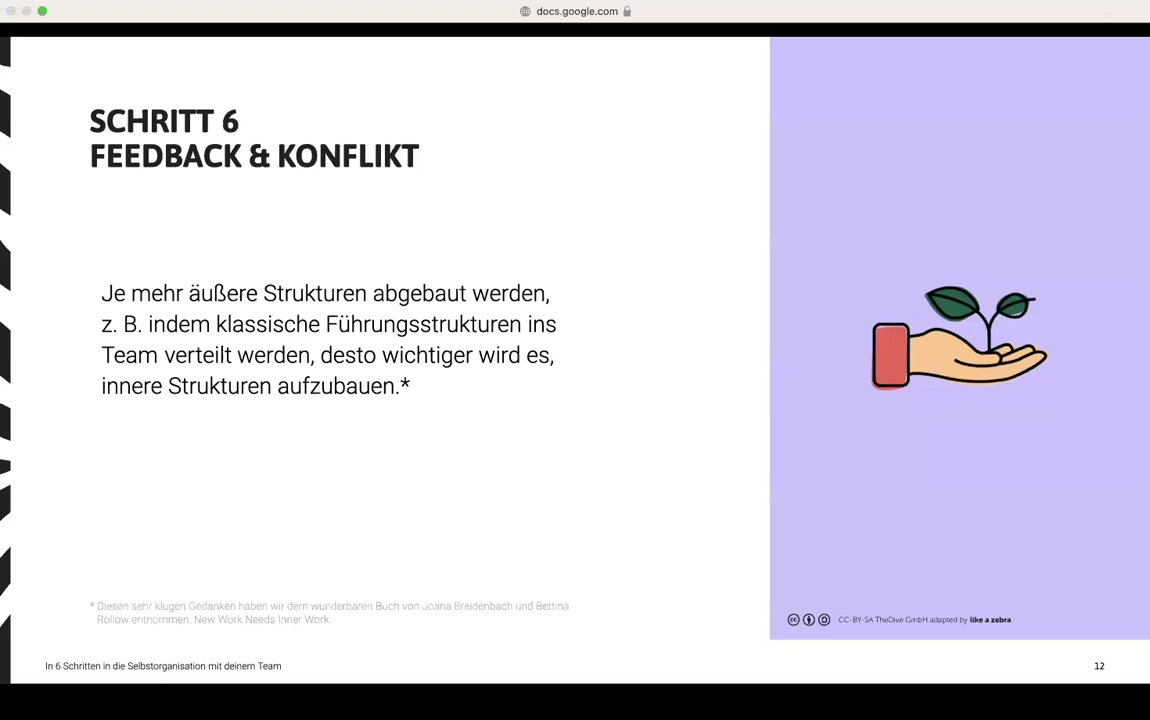 docs.google.com
SCHRITT 6
FEEDBACK & KONFLIKT
Je mehr äußere Strukturen abgebaut werden,
z. B. indem klassische Führungsstrukturen ins
Team verteilt werden, desto wichtiger wird es,
innere Strukturen aufzubauen.*
* Diesen sehr klugen Gedanken haben wir dem wunderbaren Buch von Joana Breidenbach und Bettina
Rollow entnommen: New Work Needs Inner Work.
CC-BY-SA TheDive GmbH adapted by like a zebra
In 6 Schritten in die Selbstorganisation mit deinem Team
12